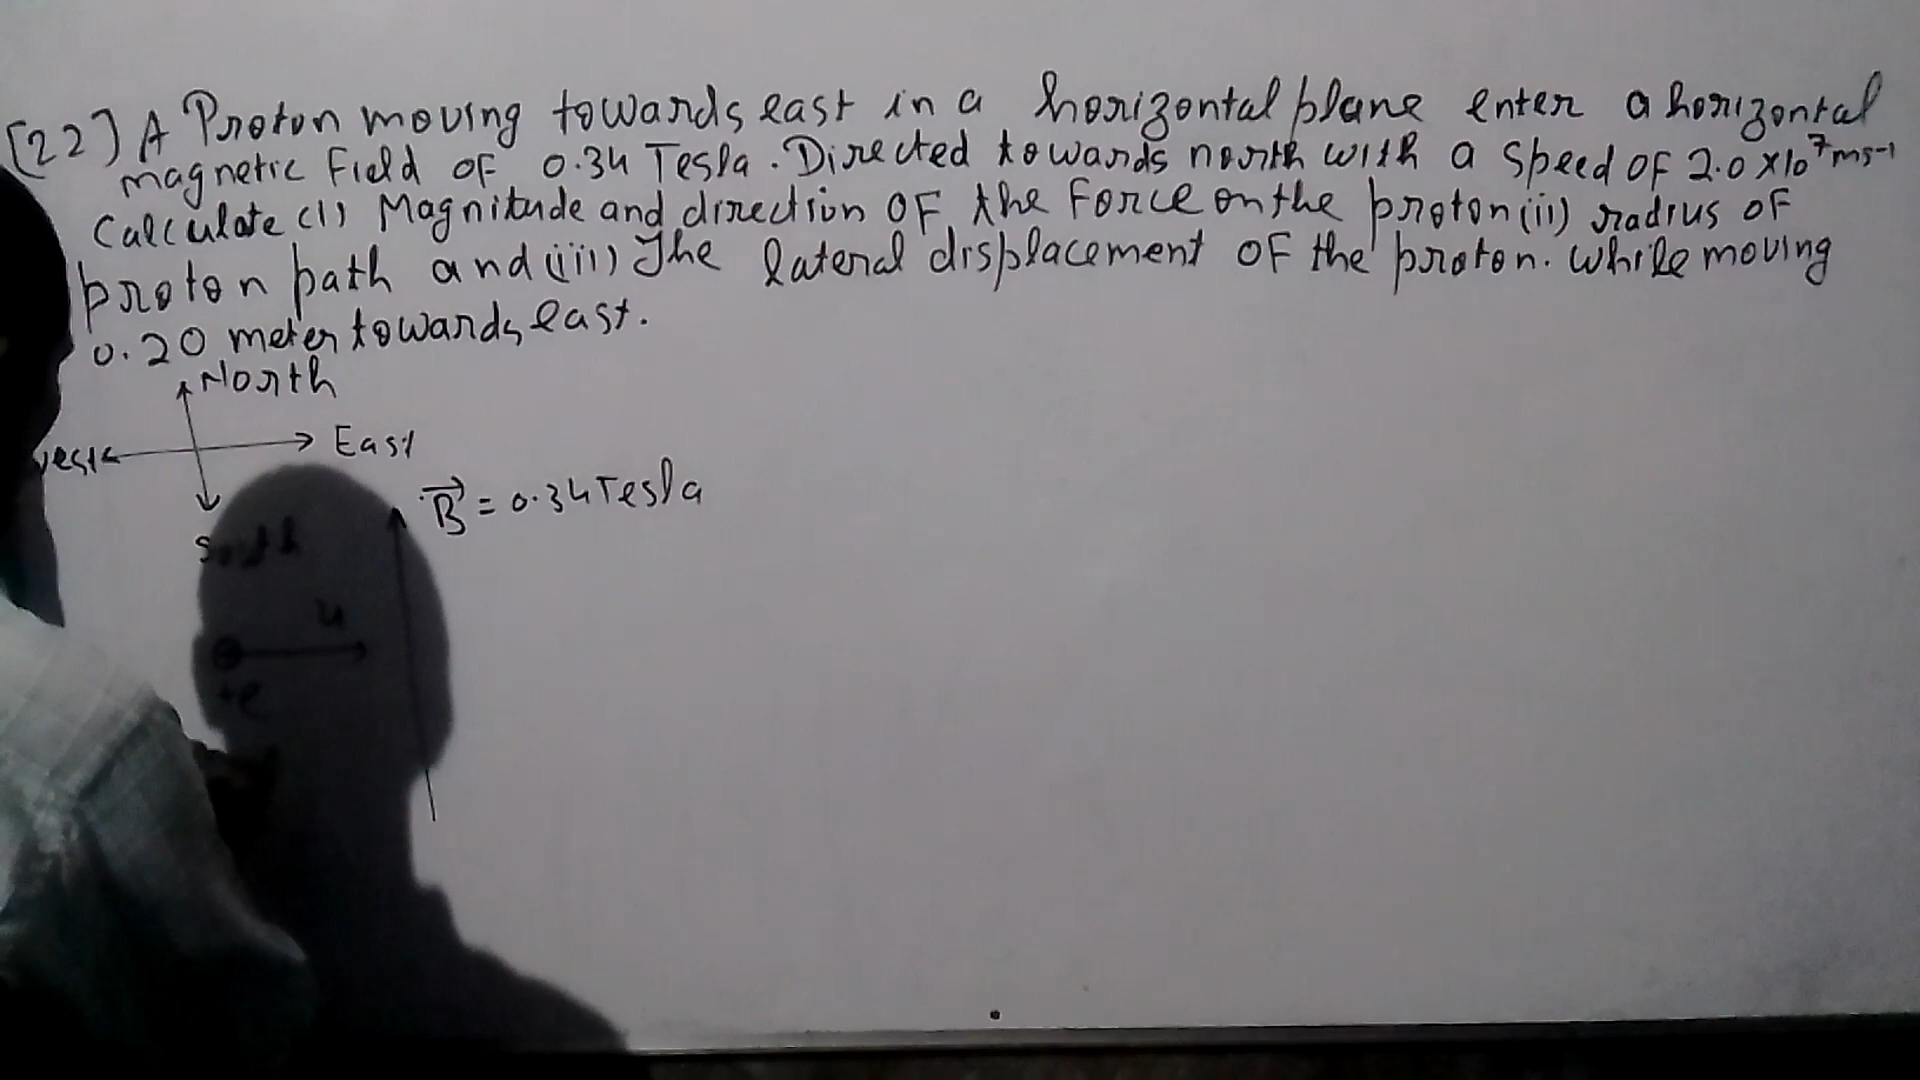 [22] A Proton moving towards east in a horizontal plane enter a horizontal
magnetic Field OF 0.34 Tesla. Directed towards north with a speed OF 2.0 x10⁷ms⁻¹
Calculate (i) Magnitude and direction OF the Force on the proton (ii) radius OF
proton path and (iii) The lateral displacement OF the proton. while moving
0.20 meter towards east.
North
East
South
B⃗ = 0.34 Tesla
u
+e